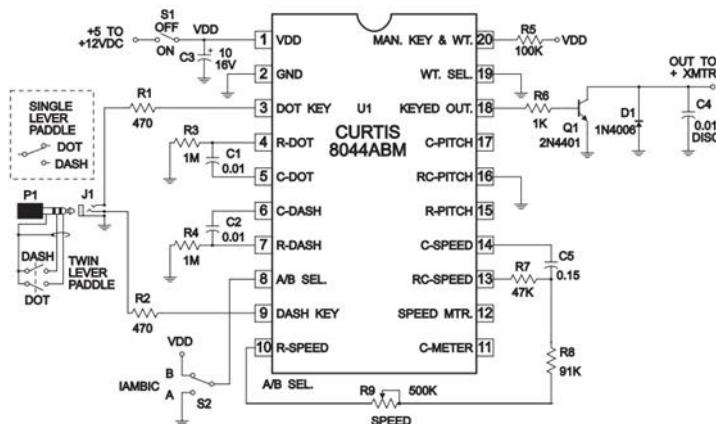 +5 TO
+12VDC
S1
OFF
ON
VDD
C3
+
10
16V
1 VDD
2 GND
3 DOT KEY
4 R-DOT
5 C-DOT
6 C-DASH
7 R-DASH
8 A/B SEL.
9 DASH KEY
10 R-SPEED
U1
CURTIS
8044ABM
MAN. KEY & WT. 20
WT. SEL. 19
KEYED OUT. 18
C-PITCH 17
RC-PITCH 16
R-PITCH 15
C-SPEED 14
RC-SPEED 13
SPEED MTR. 12
C-METER 11
R5
100K
VDD
R6
1K
Q1
2N4401
D1
1N4006
OUT TO
+ XMTR
C4
0.01
DISC
R1
470
SINGLE
LEVER
PADDLE
DOT
DASH
R3
1M
C1
0.01
P1
J1
C2
0.01
R4
1M
DASH
TWIN
LEVER
PADDLE
DOT
R2
470
VDD
IAMBIC
B
A
S2
A/B SEL.
R7
47K
C5
0.15
R8
91K
R9
500K
SPEED